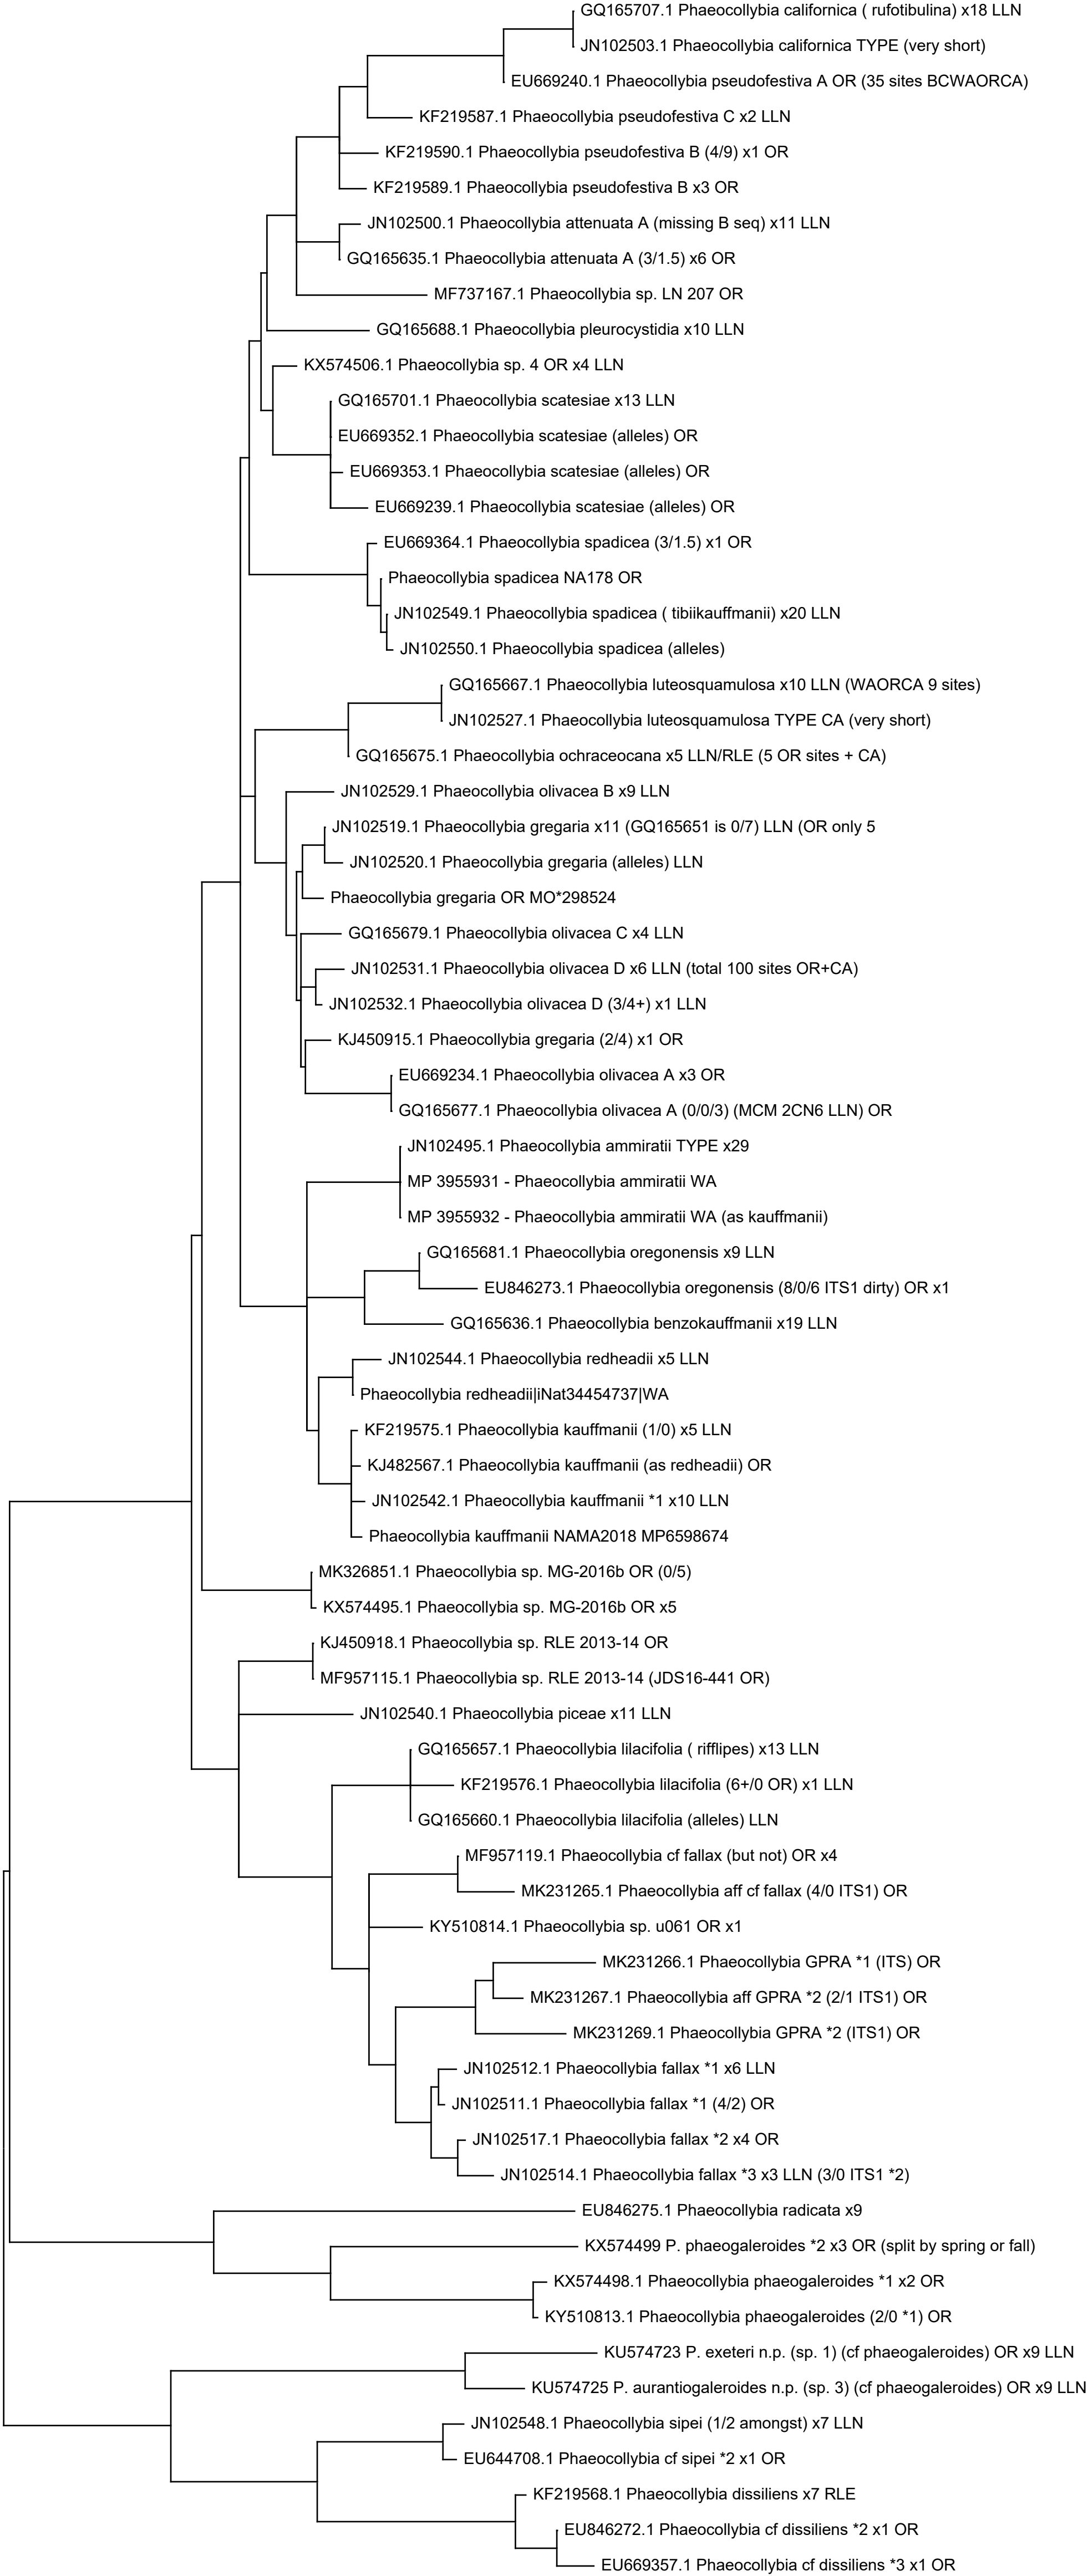 GQ165707.1 Phaeocollybia californica ( rufotibulina) x18 LLN
JN102503.1 Phaeocollybia californica TYPE (very short)
EU669240.1 Phaeocollybia pseudofestiva A OR (35 sites BCWAORCA)
KF219587.1 Phaeocollybia pseudofestiva C x2 LLN
KF219590.1 Phaeocollybia pseudofestiva B (4/9) x1 OR
KF219589.1 Phaeocollybia pseudofestiva B x3 OR
JN102500.1 Phaeocollybia attenuata A (missing B seq) x11 LLN
GQ165635.1 Phaeocollybia attenuata A (3/1.5) x6 OR
MF737167.1 Phaeocollybia sp. LN 207 OR
GQ165688.1 Phaeocollybia pleurocystidia x10 LLN
KX574506.1 Phaeocollybia sp. 4 OR x4 LLN
GQ165701.1 Phaeocollybia scatesiae x13 LLN
EU669352.1 Phaeocollybia scatesiae (alleles) OR
EU669353.1 Phaeocollybia scatesiae (alleles) OR
EU669239.1 Phaeocollybia scatesiae (alleles) OR
EU669364.1 Phaeocollybia spadicea (3/1.5) x1 OR
Phaeocollybia spadicea NA178 OR
JN102549.1 Phaeocollybia spadicea ( tibiikauffmanii) x20 LLN
JN102550.1 Phaeocollybia spadicea (alleles)
GQ165667.1 Phaeocollybia luteosquamulosa x10 LLN (WAORCA 9 sites)
JN102527.1 Phaeocollybia luteosquamulosa TYPE CA (very short)
GQ165675.1 Phaeocollybia ochraceocana x5 LLN/RLE (5 OR sites + CA)
JN102529.1 Phaeocollybia olivacea B x9 LLN
JN102519.1 Phaeocollybia gregaria x11 (GQ165651 is 0/7) LLN (OR only 5
JN102520.1 Phaeocollybia gregaria (alleles) LLN
Phaeocollybia gregaria OR MO*298524
GQ165679.1 Phaeocollybia olivacea C x4 LLN
JN102531.1 Phaeocollybia olivacea D x6 LLN (total 100 sites OR+CA)
JN102532.1 Phaeocollybia olivacea D (3/4+) x1 LLN
KJ450915.1 Phaeocollybia gregaria (2/4) x1 OR
EU669234.1 Phaeocollybia olivacea A x3 OR
GQ165677.1 Phaeocollybia olivacea A (0/0/3) (MCM 2CN6 LLN) OR
JN102495.1 Phaeocollybia ammiratii TYPE x29
MP 3955931 - Phaeocollybia ammiratii WA
MP 3955932 - Phaeocollybia ammiratii WA (as kauffmanii)
GQ165681.1 Phaeocollybia oregonensis x9 LLN
EU846273.1 Phaeocollybia oregonensis (8/0/6 ITS1 dirty) OR x1
GQ165636.1 Phaeocollybia benzokauffmanii x19 LLN
JN102544.1 Phaeocollybia redheadii x5 LLN
Phaeocollybia redheadii|iNat34454737|WA
KF219575.1 Phaeocollybia kauffmanii (1/0) x5 LLN
KJ482567.1 Phaeocollybia kauffmanii (as redheadii) OR
JN102542.1 Phaeocollybia kauffmanii *1 x10 LLN
Phaeocollybia kauffmanii NAMA2018 MP6598674
MK326851.1 Phaeocollybia sp. MG-2016b OR (0/5)
KX574495.1 Phaeocollybia sp. MG-2016b OR x5
KJ450918.1 Phaeocollybia sp. RLE 2013-14 OR
MF957115.1 Phaeocollybia sp. RLE 2013-14 (JDS16-441 OR)
JN102540.1 Phaeocollybia piceae x11 LLN
GQ165657.1 Phaeocollybia lilacifolia ( rifflipes) x13 LLN
KF219576.1 Phaeocollybia lilacifolia (6+/0 OR) x1 LLN
GQ165660.1 Phaeocollybia lilacifolia (alleles) LLN
MF957119.1 Phaeocollybia cf fallax (but not) OR x4
MK231265.1 Phaeocollybia aff cf fallax (4/0 ITS1) OR
KY510814.1 Phaeocollybia sp. u061 OR x1
MK231266.1 Phaeocollybia GPRA *1 (ITS) OR
MK231267.1 Phaeocollybia aff GPRA *2 (2/1 ITS1) OR
MK231269.1 Phaeocollybia GPRA *2 (ITS1) OR
JN102512.1 Phaeocollybia fallax *1 x6 LLN
JN102511.1 Phaeocollybia fallax *1 (4/2) OR
JN102517.1 Phaeocollybia fallax *2 x4 OR
JN102514.1 Phaeocollybia fallax *3 x3 LLN (3/0 ITS1 *2)
EU846275.1 Phaeocollybia radicata x9
KX574499 P. phaeogaleroides *2 x3 OR (split by spring or fall)
KX574498.1 Phaeocollybia phaeogaleroides *1 x2 OR
KY510813.1 Phaeocollybia phaeogaleroides (2/0 *1) OR
KU574723 P. exeteri n.p. (sp. 1) (cf phaeogaleroides) OR x9 LLN
KU574725 P. aurantiogaleroides n.p. (sp. 3) (cf phaeogaleroides) OR x9 LLN
JN102548.1 Phaeocollybia sipei (1/2 amongst) x7 LLN
EU644708.1 Phaeocollybia cf sipei *2 x1 OR
KF219568.1 Phaeocollybia dissiliens x7 RLE
EU846272.1 Phaeocollybia cf dissiliens *2 x1 OR
EU669357.1 Phaeocollybia cf dissiliens *3 x1 OR